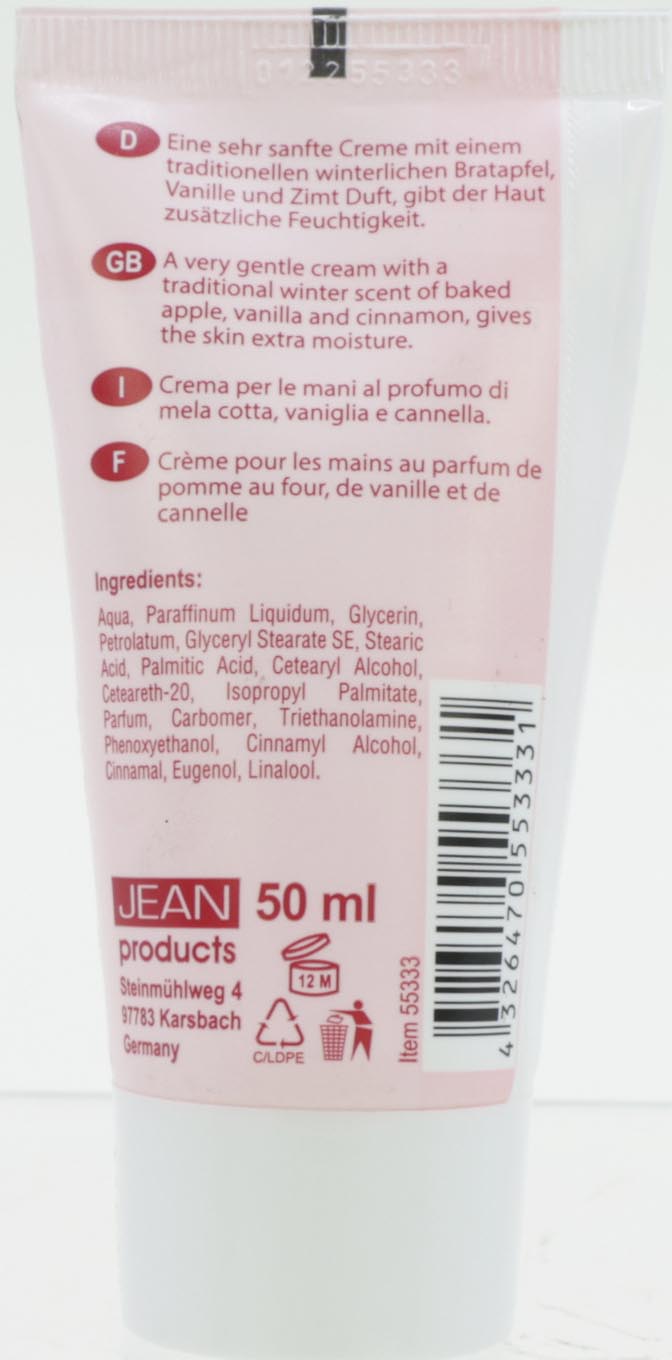 012255333
D Eine sehr sanfte Creme mit einem
traditionellen winterlichen Bratapfel,
Vanille und Zimt Duft, gibt der Haut
zusätzliche Feuchtigkeit.
GB A very gentle cream with a
traditional winter scent of baked
apple, vanilla and cinnamon, gives
the skin extra moisture.
I Crema per le mani al profumo di
mela cotta, vaniglia e cannella.
F Crème pour les mains au parfum de
pomme au four, de vanille et de
cannelle
Ingredients:
Aqua, Paraffinum Liquidum, Glycerin,
Petrolatum, Glyceryl Stearate SE, Stearic
Acid, Palmitic Acid, Cetearyl Alcohol,
Ceteareth-20, Isopropyl Palmitate,
Parfum, Carbomer, Triethanolamine,
Phenoxyethanol, Cinnamyl Alcohol,
Cinnamal, Eugenol, Linalool.
JEAN 50 ml
products
Steinmühlweg 4
97783 Karsbach
Germany
12 M
C/LDPE
Item 55333
4 326470 553331